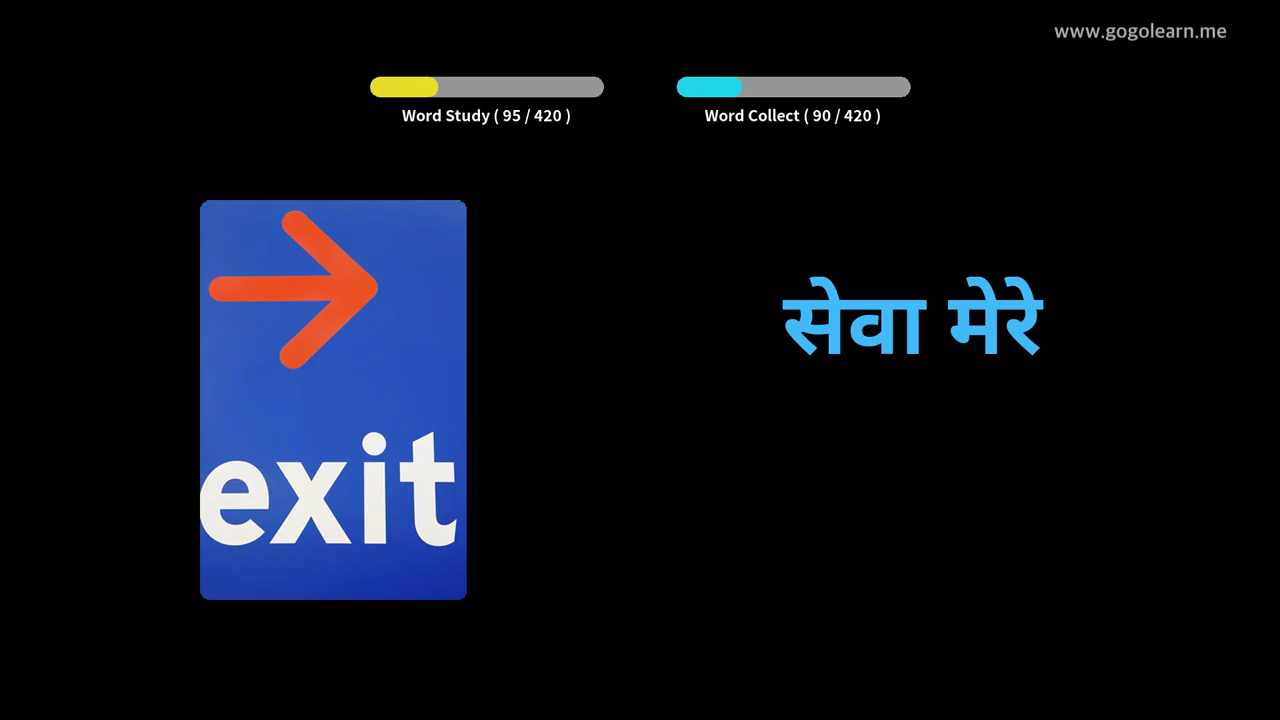 www.gogolearn.me
Word Study ( 95 / 420 )
Word Collect ( 90 / 420 )
सेवा मेरे
exit